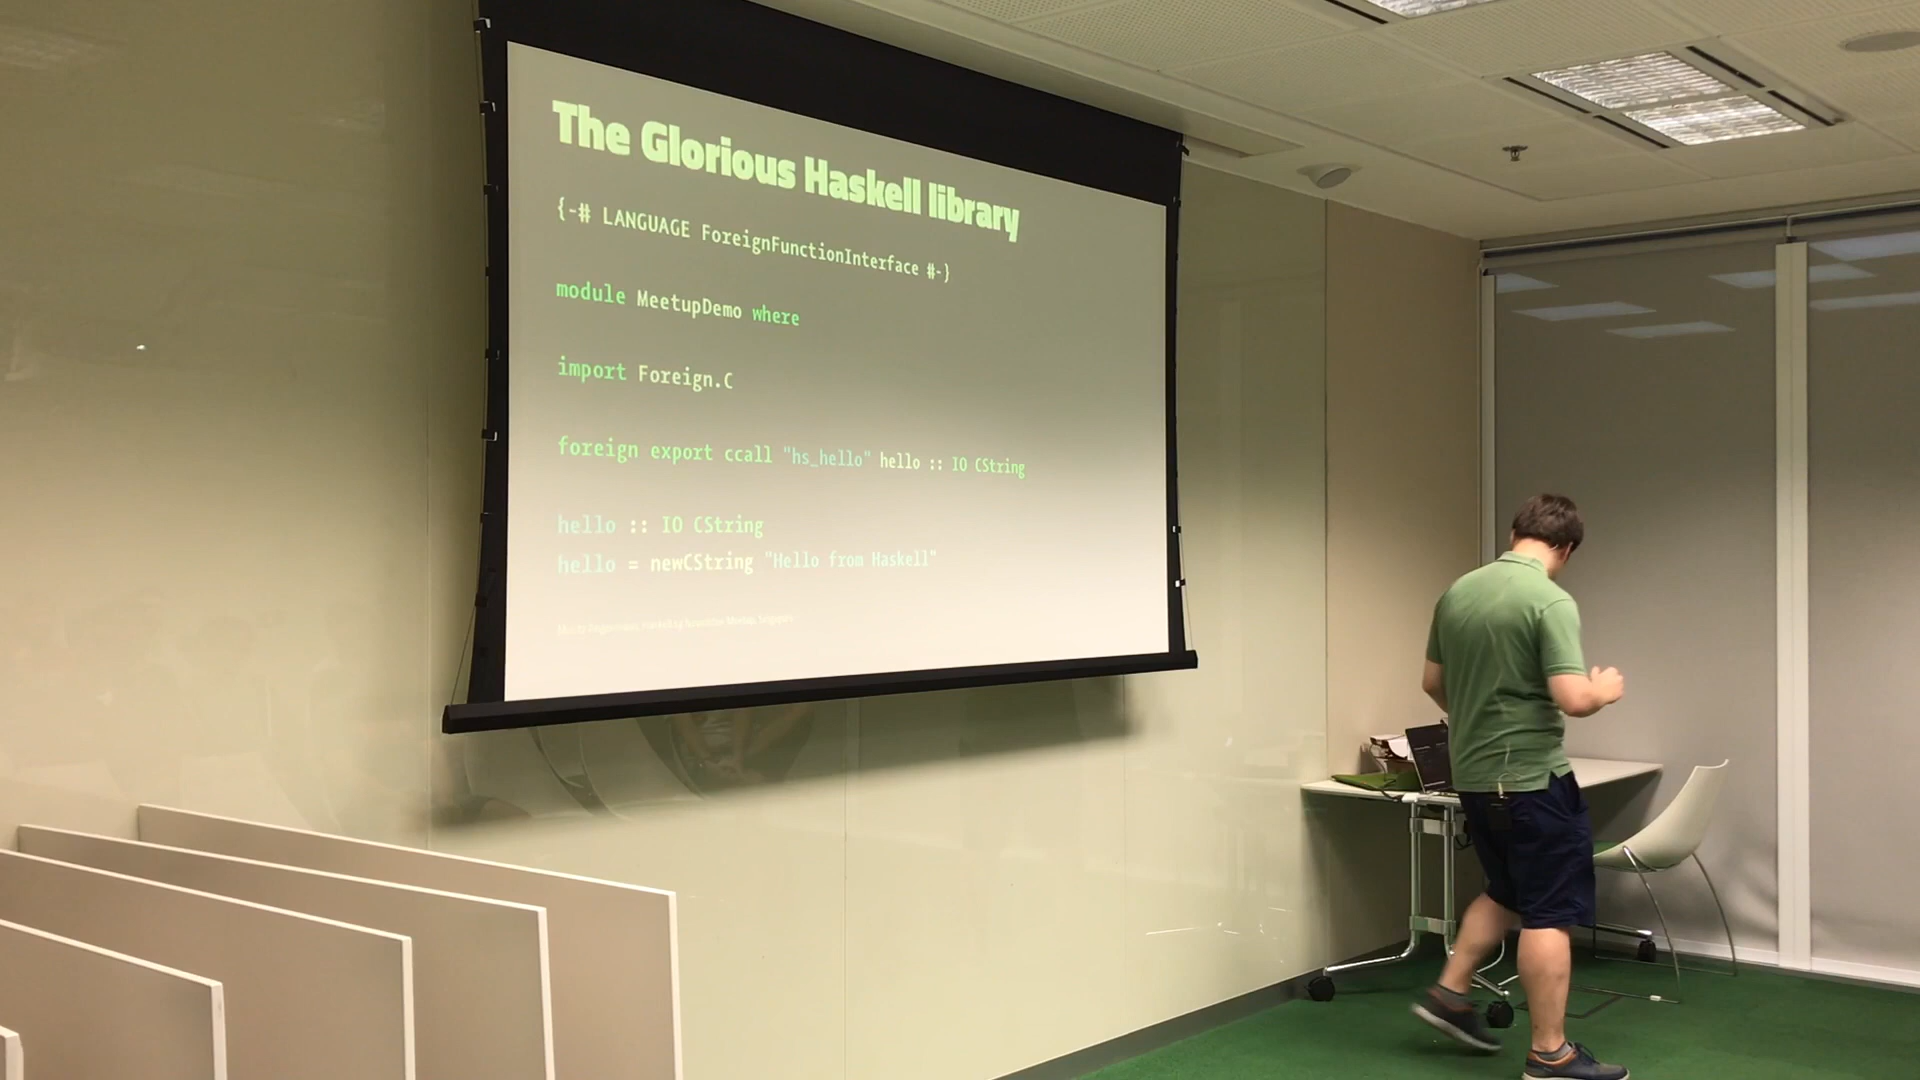 The Glorious Haskell library
{-# LANGUAGE ForeignFunctionInterface #-}
module MeetupDemo where
import Foreign.C
foreign export ccall "hs_hello" hello :: IO CString
hello :: IO CString
hello = newCString "Hello from Haskell"